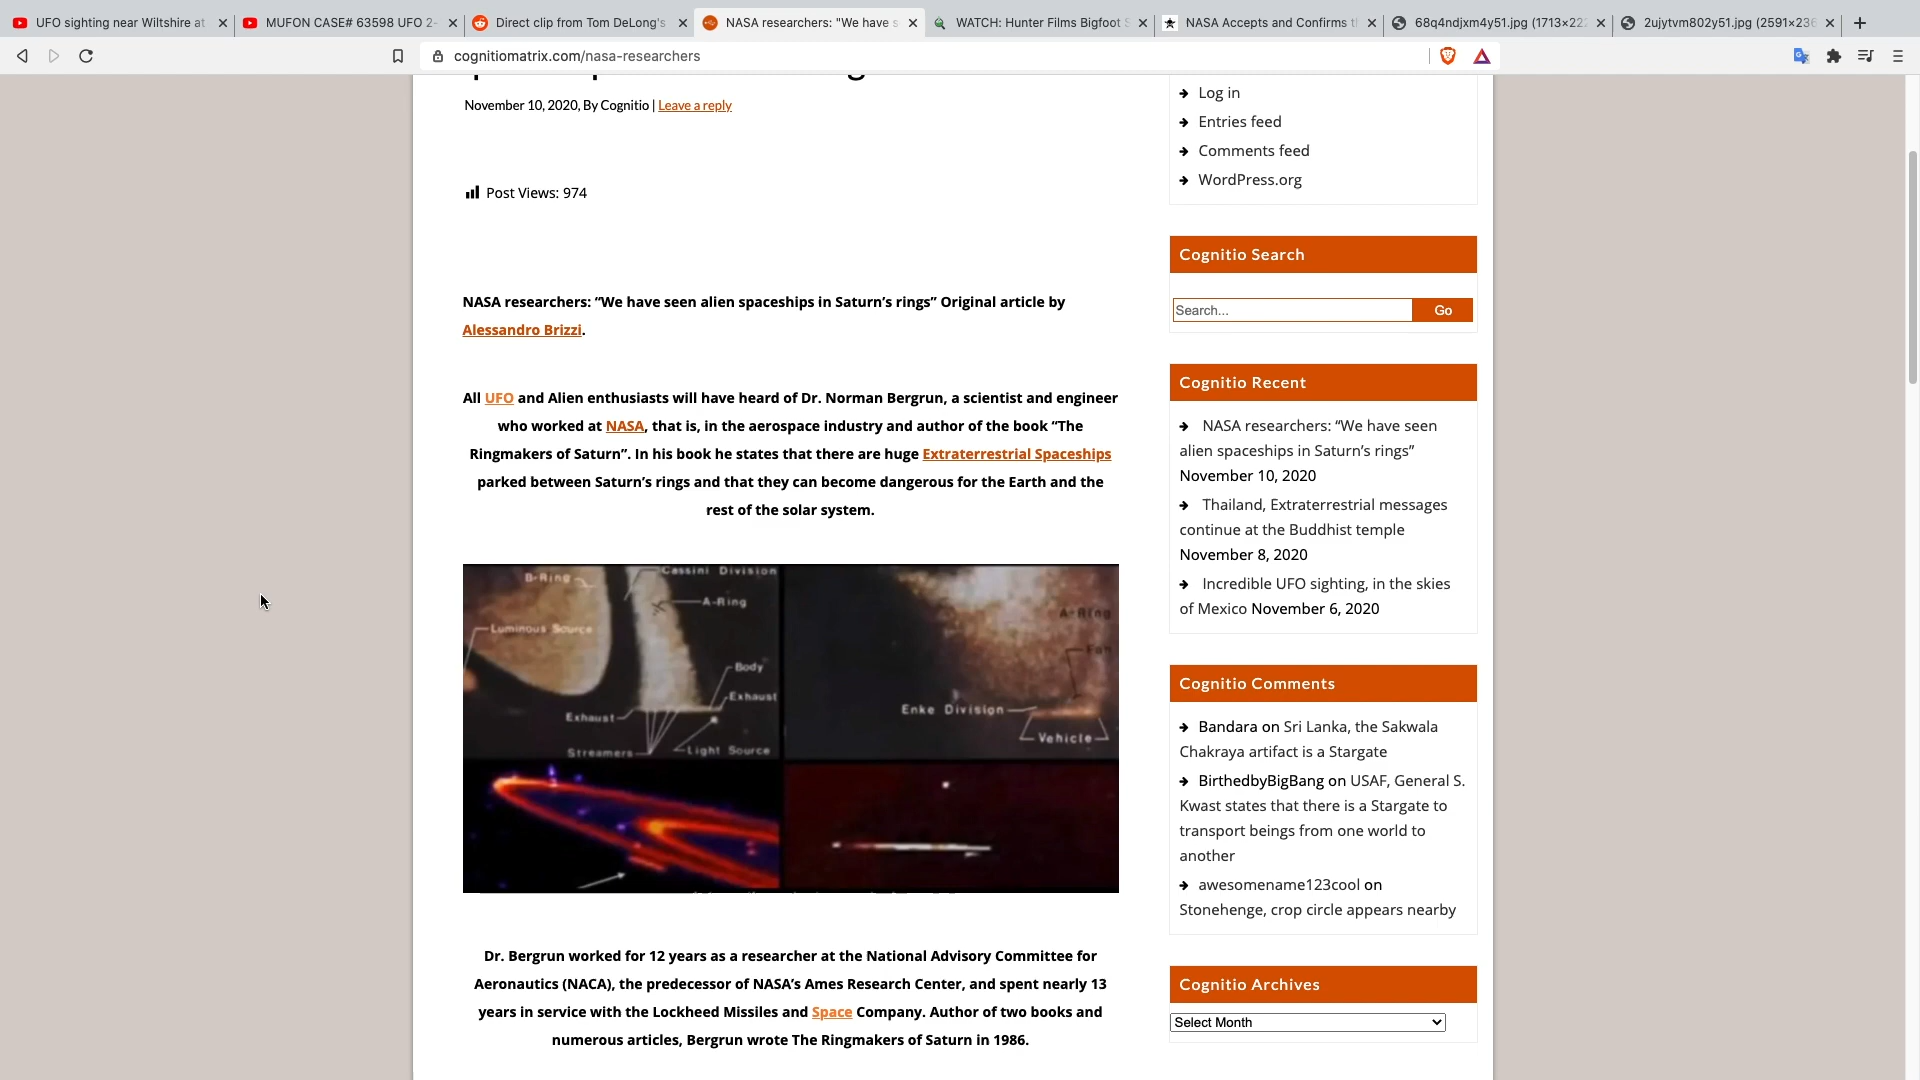 UFO sighting near Wiltshire at
MUFON CASE# 63598 UFO 2-
Direct clip from Tom DeLong's
NASA researchers: "We have s
WATCH: Hunter Films Bigfoot S
NASA Accepts and Confirms t
68q4ndjxm4y51.jpg (1713×22
2ujytvm802y51.jpg (2591×236
cognitiomatrix.com/nasa-researchers
November 10, 2020, By Cognitio | Leave a reply
Post Views: 974
NASA researchers: “We have seen alien spaceships in Saturn’s rings” Original article by
Alessandro Brizzi.
All UFO and Alien enthusiasts will have heard of Dr. Norman Bergrun, a scientist and engineer
who worked at NASA, that is, in the aerospace industry and author of the book “The
Ringmakers of Saturn”. In his book he states that there are huge Extraterrestrial Spaceships
parked between Saturn’s rings and that they can become dangerous for the Earth and the
rest of the solar system.
B-Ring
Cassini Division
A-Ring
Luminous Source
Body
Exhaust
Exhaust
Streamers
Light Source
A-Ring
Fan
Enke Division
Vehicle
Dr. Bergrun worked for 12 years as a researcher at the National Advisory Committee for
Aeronautics (NACA), the predecessor of NASA’s Ames Research Center, and spent nearly 13
years in service with the Lockheed Missiles and Space Company. Author of two books and
numerous articles, Bergrun wrote The Ringmakers of Saturn in 1986.
Log in
Entries feed
Comments feed
WordPress.org
Cognitio Search
Search... Go
Cognitio Recent
NASA researchers: “We have seen
alien spaceships in Saturn’s rings”
November 10, 2020
Thailand, Extraterrestrial messages
continue at the Buddhist temple
November 8, 2020
Incredible UFO sighting, in the skies
of Mexico November 6, 2020
Cognitio Comments
Bandara on Sri Lanka, the Sakwala
Chakraya artifact is a Stargate
BirthedbyBigBang on USAF, General S.
Kwast states that there is a Stargate to
transport beings from one world to
another
awesomename123cool on
Stonehenge, crop circle appears nearby
Cognitio Archives
Select Month